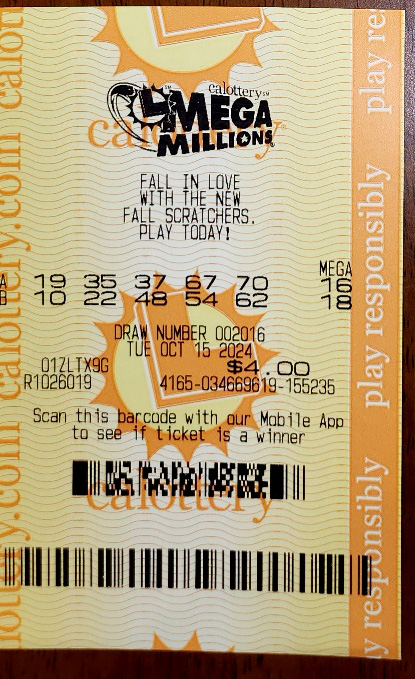 calottery℠
MEGA
MILLIONS®
FALL IN LOVE
WITH THE NEW
FALL SCRATCHERS.
PLAY TODAY!
MEGA
A 19 35 37 67 70 16
B 10 22 48 54 62 18
DRAW NUMBER 002016
TUE OCT 15 2024
01ZLTX9G $4.00
R1026019 4165-034669619-155235
Scan this barcode with our Mobile App
to see if ticket is a winner
calottery
calottery.com
play responsibly
play responsibly